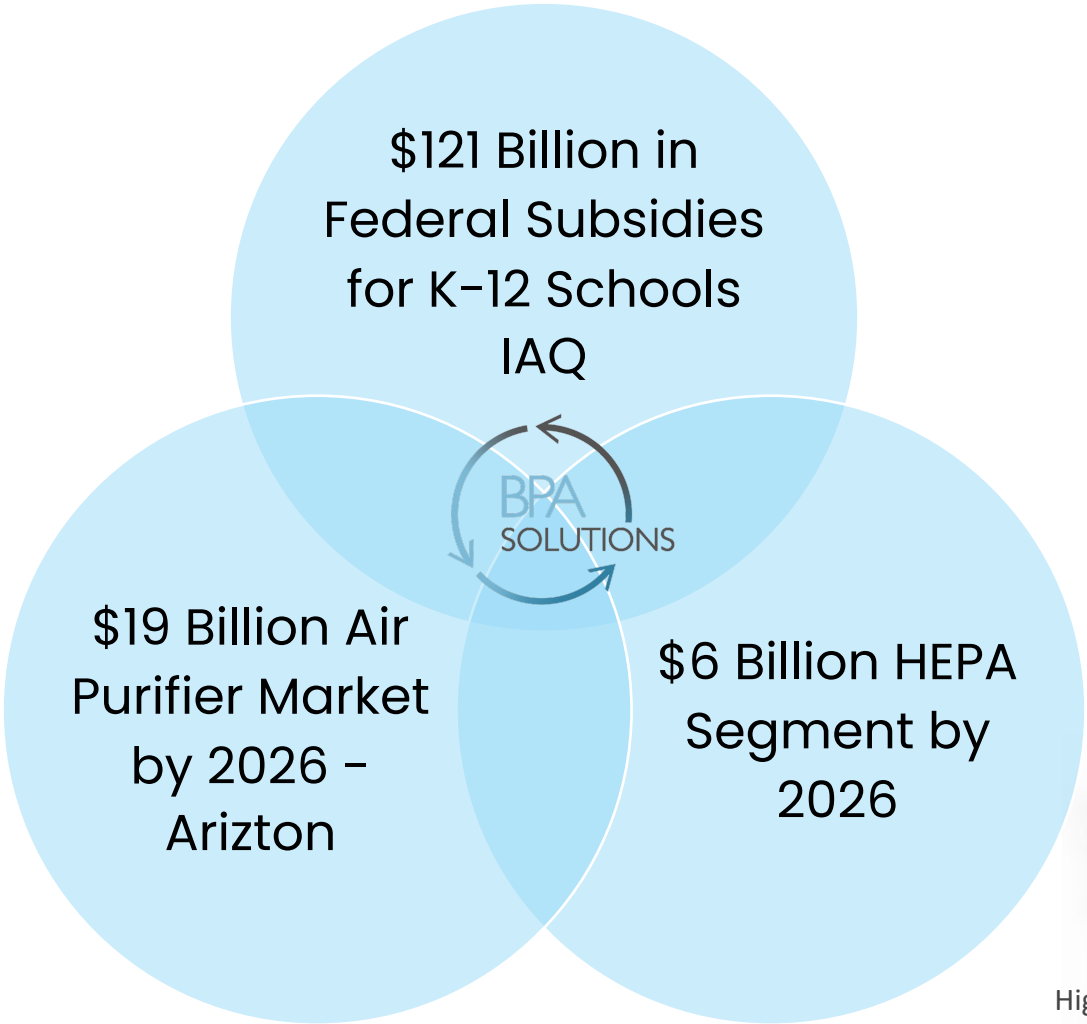 $121 Billion in
Federal Subsidies
for K-12 Schools
IAQ
BPA
SOLUTIONS
$19 Billion Air
Purifier Market
by 2026 -
Arizton
$6 Billion HEPA
Segment by
2026